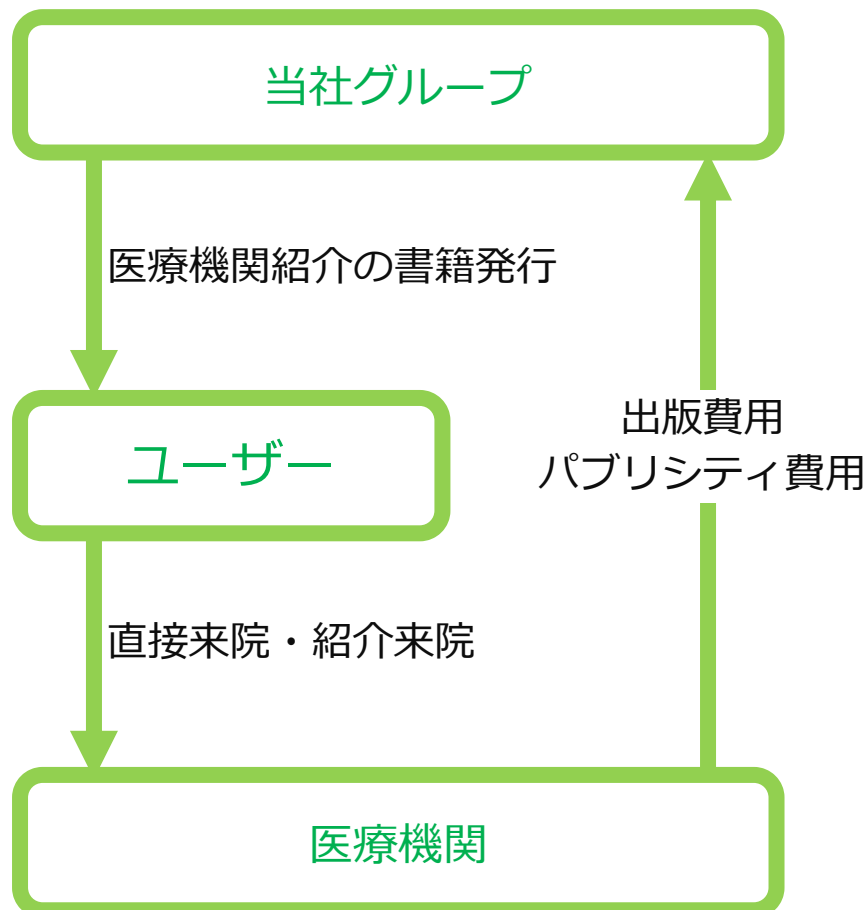 当社グループ
医療機関紹介の書籍発行
出版費用
パブリシティ費用
ユーザー
直接来院・紹介来院
医療機関